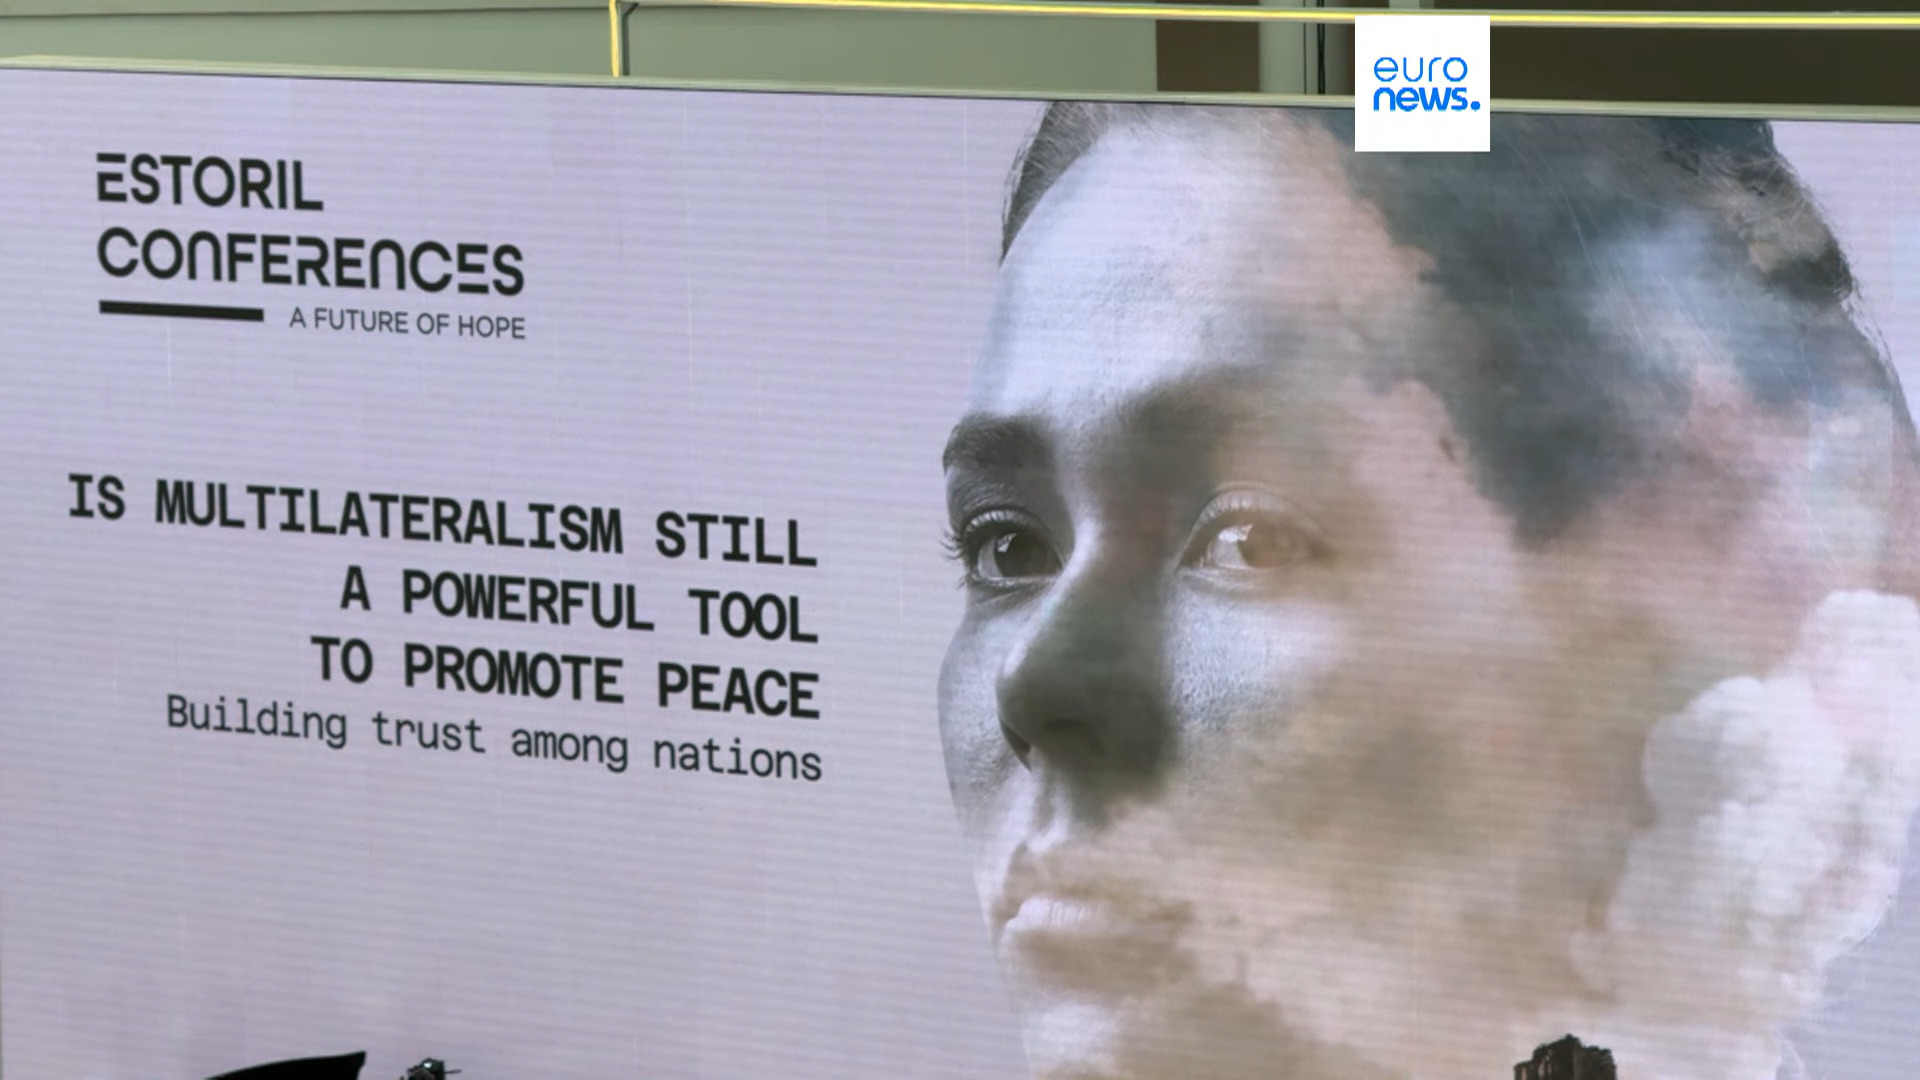 euro
news.
ESTORIL
CONFERENCES
A FUTURE OF HOPE
IS MULTILATERALISM STILL
A POWERFUL TOOL
TO PROMOTE PEACE
Building trust among nations